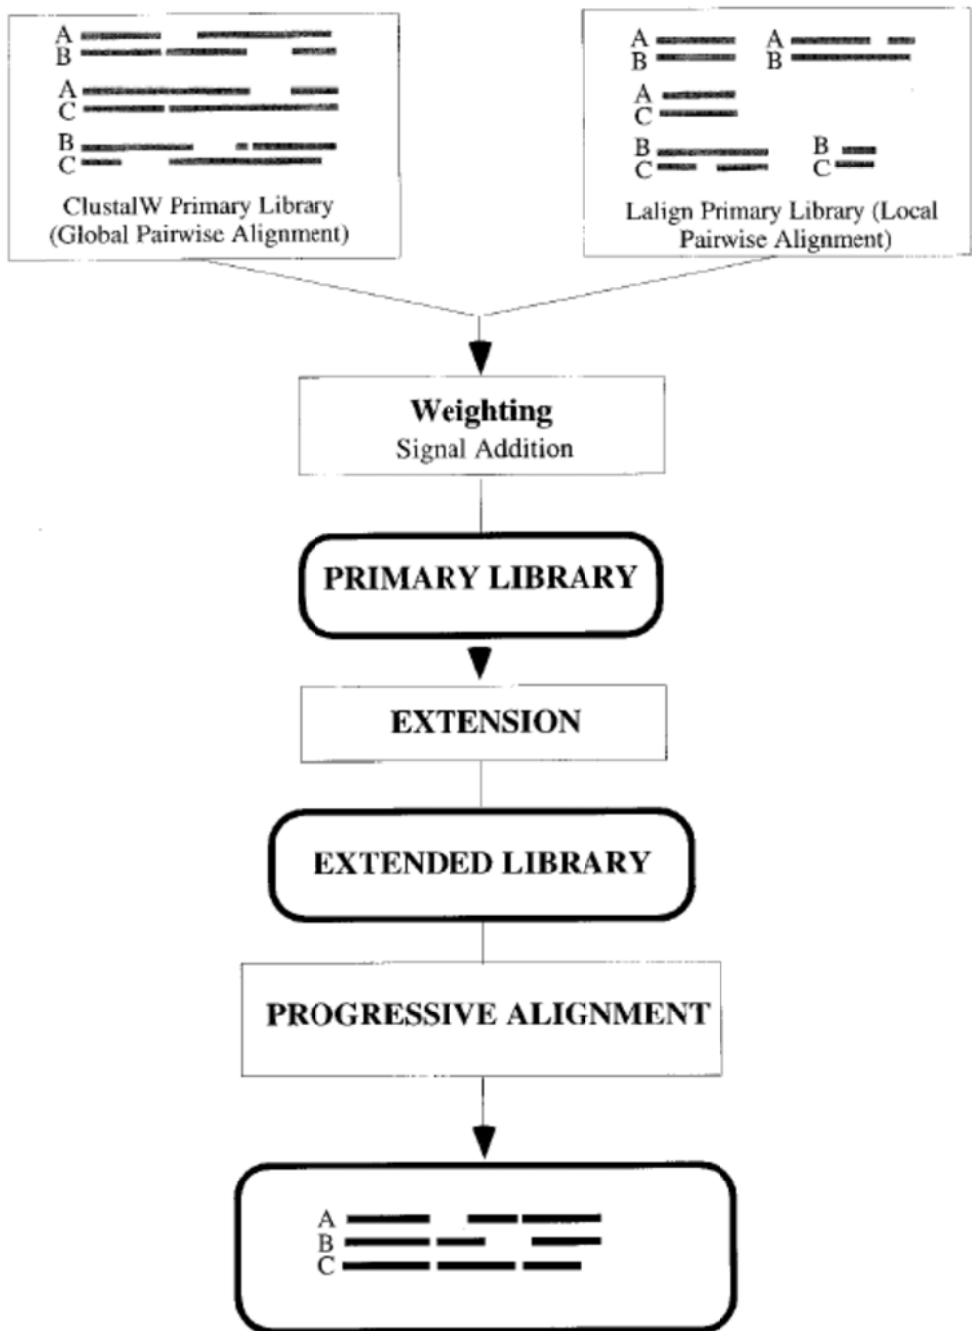 A
B
A
C
B
C
ClustalW Primary Library
(Global Pairwise Alignment)
A A
B B
A
C
B B
C C
Lalign Primary Library (Local
Pairwise Alignment)
Weighting
Signal Addition
PRIMARY LIBRARY
EXTENSION
EXTENDED LIBRARY
PROGRESSIVE ALIGNMENT
A
B
C